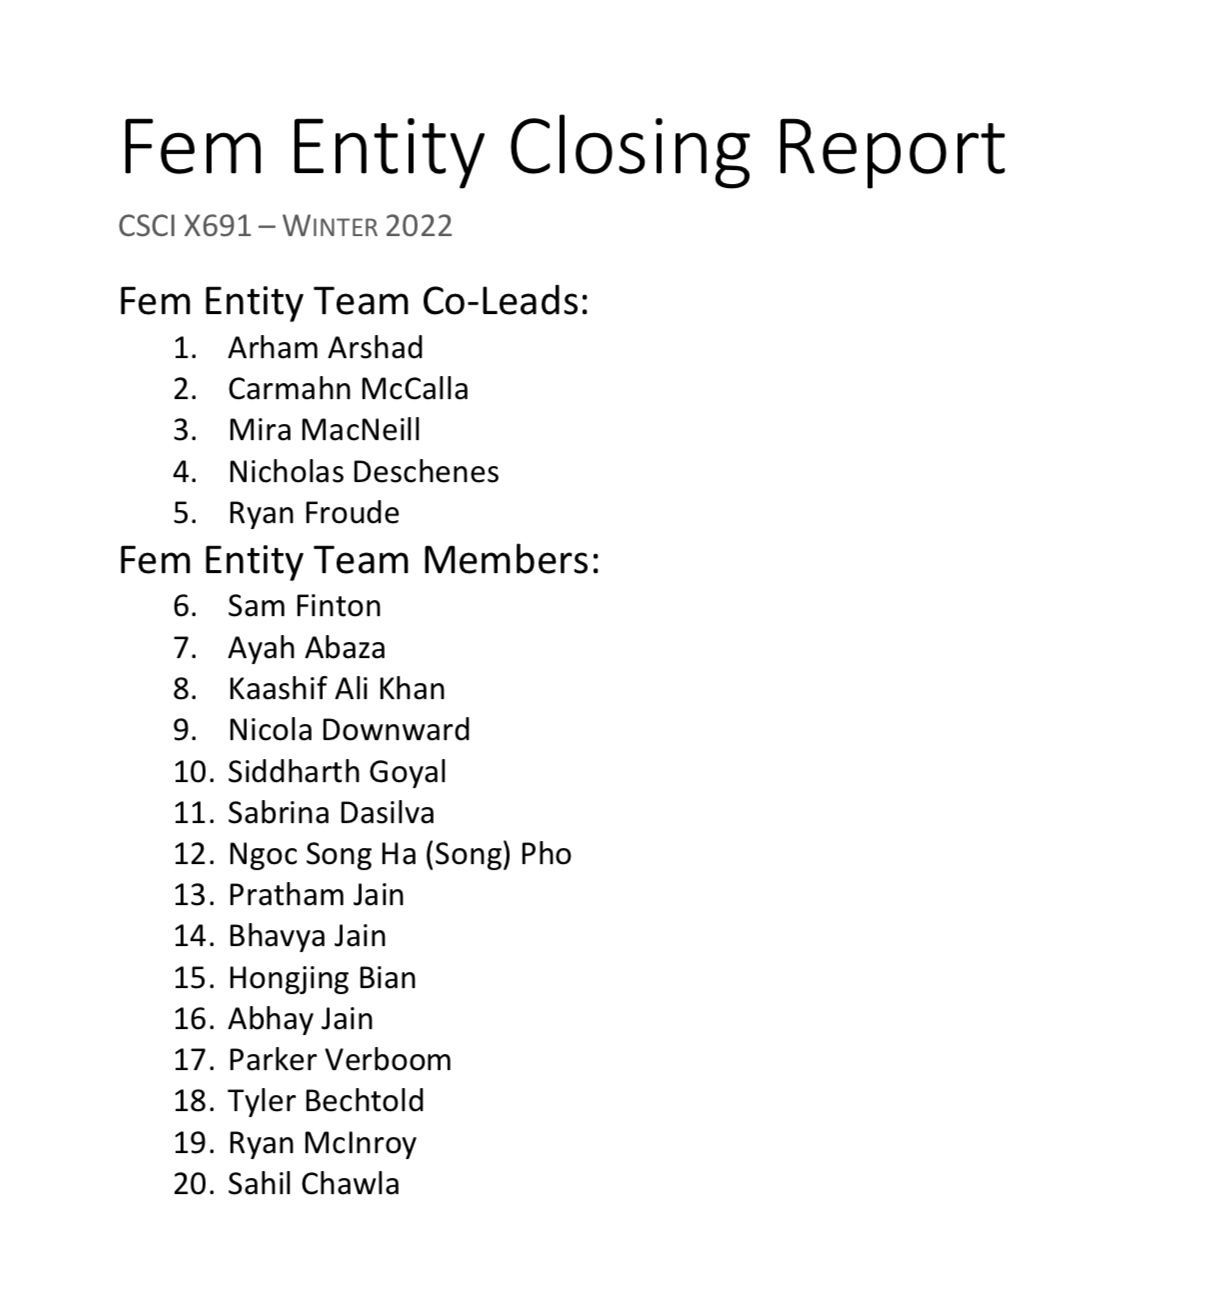 Fem Entity Closing Report
CSCI X691 – WINTER 2022
Fem Entity Team Co-Leads:
1. Arham Arshad
2. Carmahn McCalla
3. Mira MacNeill
4. Nicholas Deschenes
5. Ryan Froude
Fem Entity Team Members:
6. Sam Finton
7. Ayah Abaza
8. Kaashif Ali Khan
9. Nicola Downward
10. Siddharth Goyal
11. Sabrina Dasilva
12. Ngoc Song Ha (Song) Pho
13. Pratham Jain
14. Bhavya Jain
15. Hongjing Bian
16. Abhay Jain
17. Parker Verboom
18. Tyler Bechtold
19. Ryan McInroy
20. Sahil Chawla